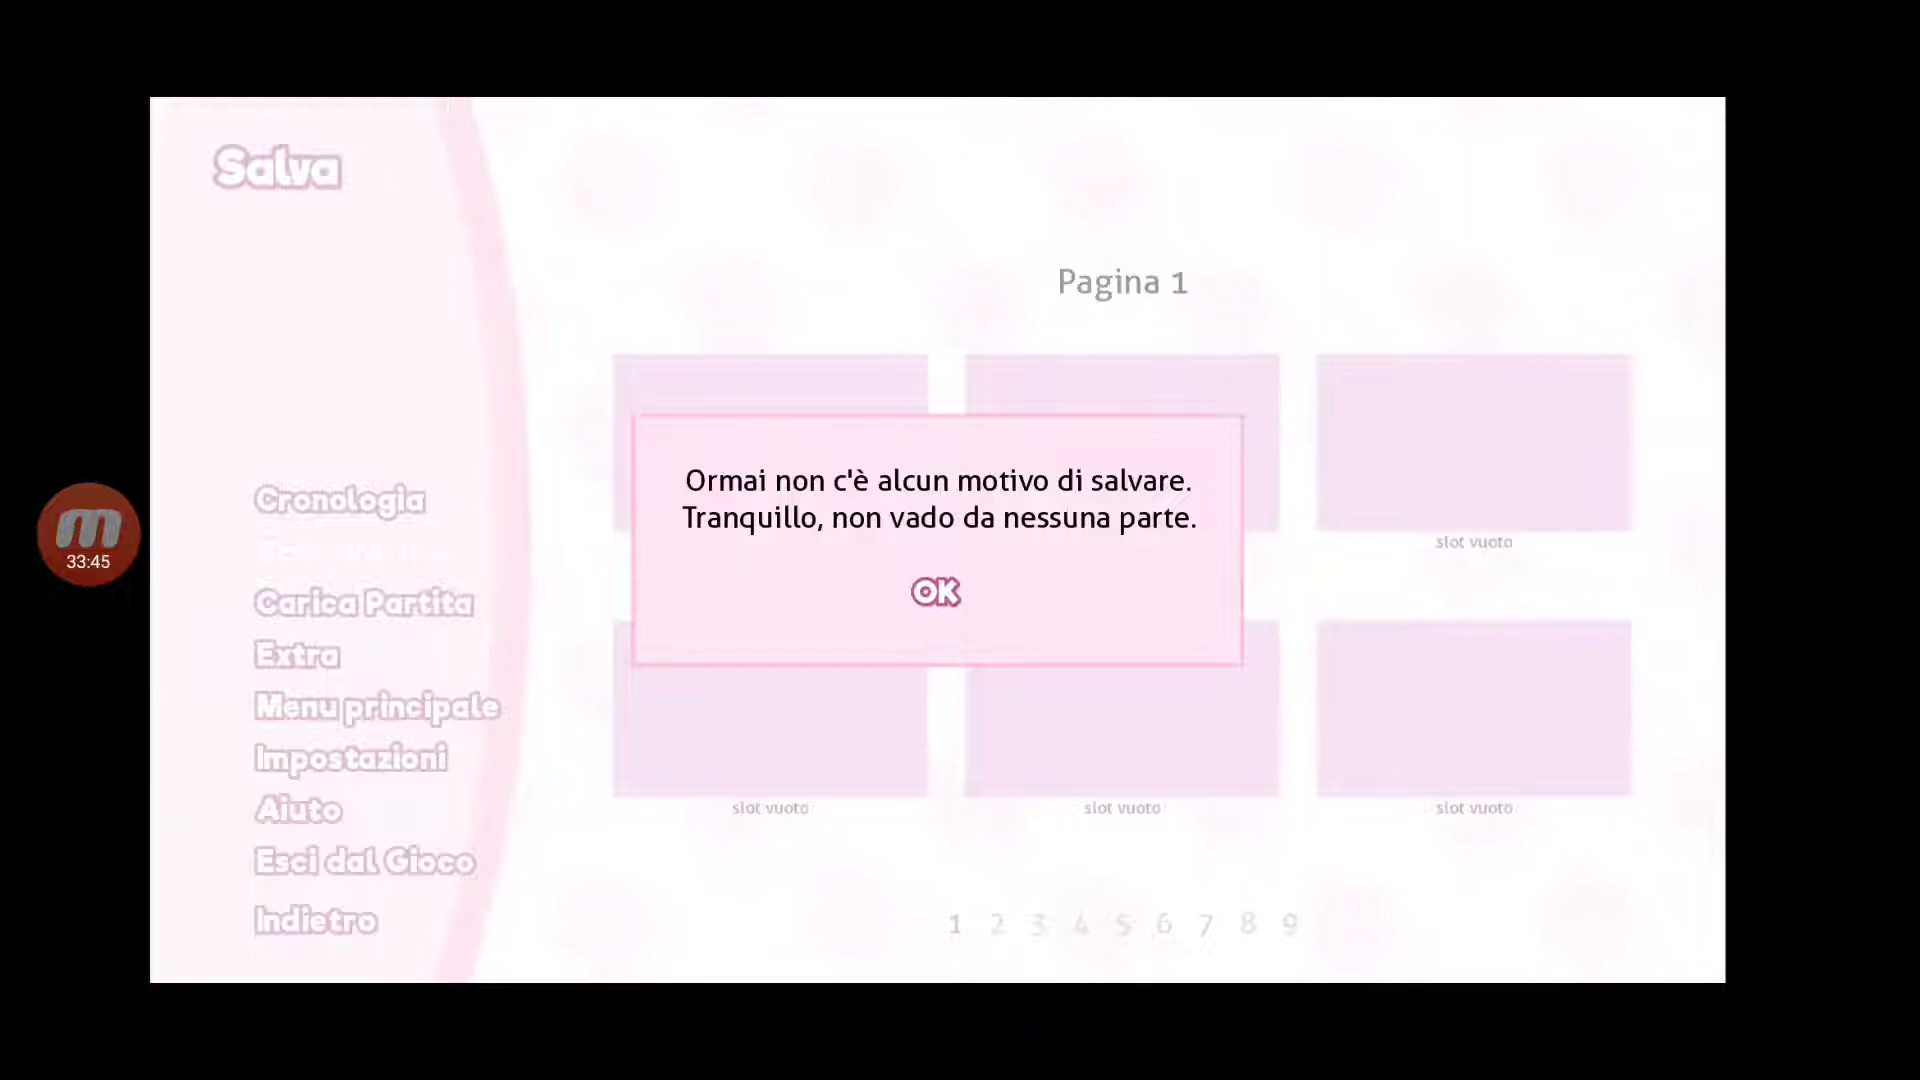 Salva
Pagina 1
Ormai non c'è alcun motivo di salvare.
Tranquillo, non vado da nessuna parte.
OK
Cronologia
Carica Partita
Extra
Menu principale
Impostazioni
Aiuto
Esci dal Gioco
Indietro
slot vuoto
slot vuoto
slot vuoto
slot vuoto
1 2 3 4 5 6 7 8 9
33:45